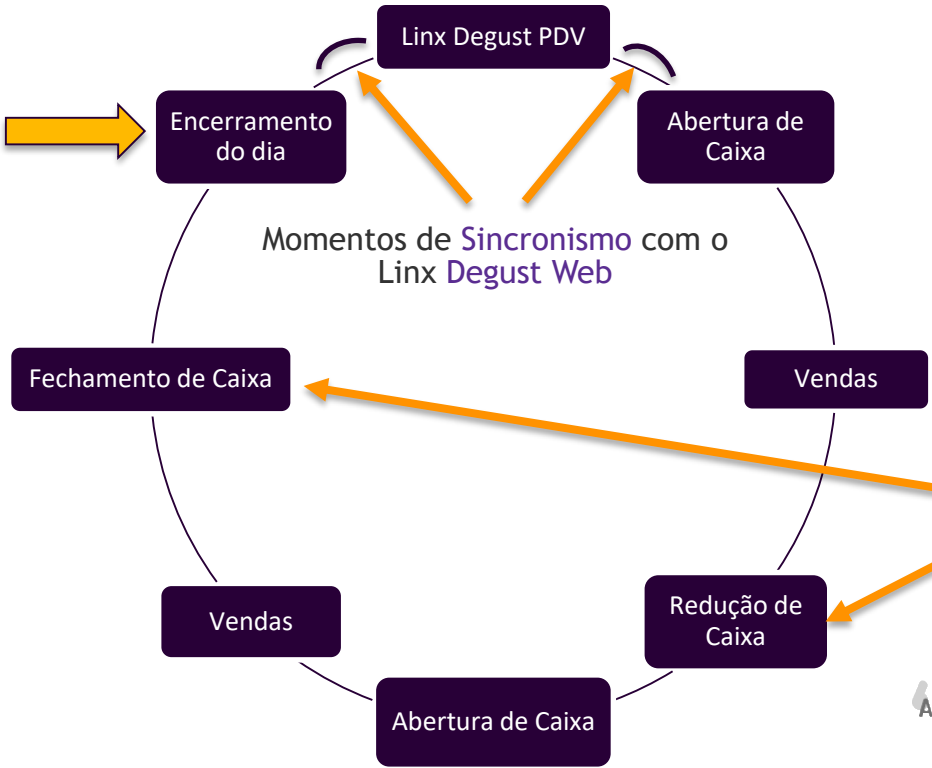 Linx Degust PDV
Encerramento
do dia
Abertura de
Caixa
Momentos de Sincronismo com o
Linx Degust Web
Fechamento de Caixa
Vendas
Redução de
Caixa
Vendas
Abertura de Caixa